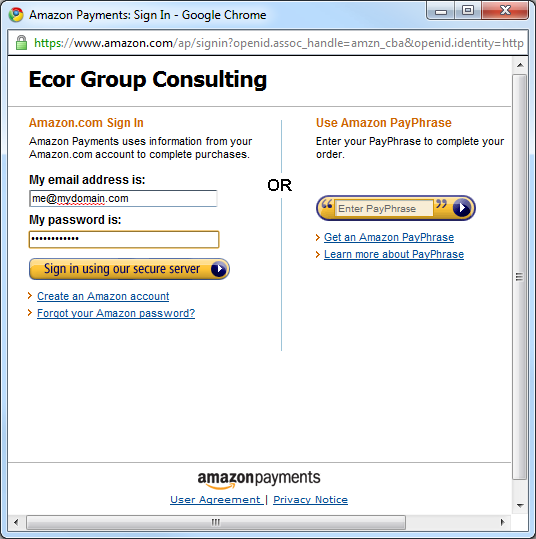 Amazon Payments: Sign In - Google Chrome
https://www.amazon.com/ap/signin?openid.assoc_handle=amzn_cba&openid.identity=http
Ecor Group Consulting
Amazon.com Sign In
Amazon Payments uses information from your
Amazon.com account to complete purchases.
My email address is:
me@mydomain.com
My password is:
••••••••••••
Sign in using our secure server
Create an Amazon account
Forgot your Amazon password?
OR
Use Amazon PayPhrase
Enter your PayPhrase to complete your
order.
“ Enter PayPhrase ”
Get an Amazon PayPhrase
Learn more about PayPhrase
amazonpayments
User Agreement | Privacy Notice